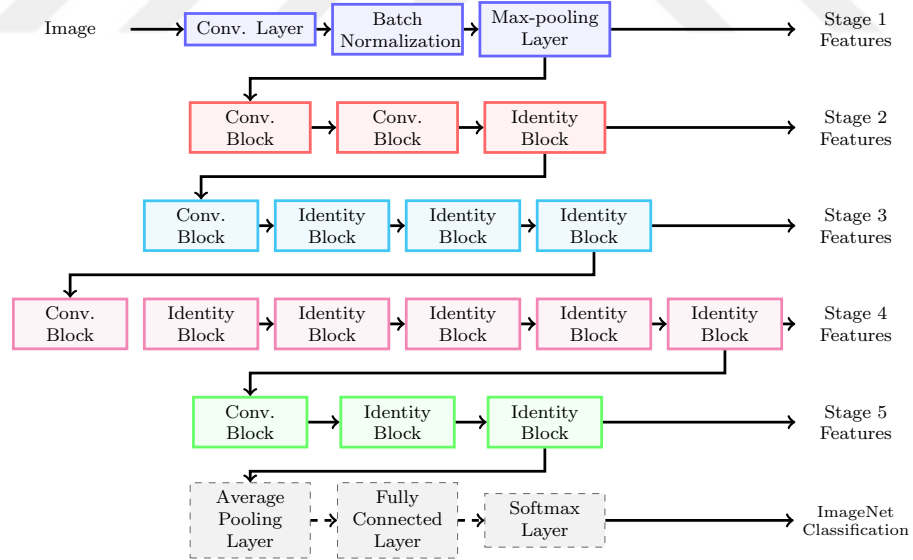 Image
Conv. Layer
Batch
Normalization
Max-pooling
Layer
Stage 1
Features
Conv.
Block
Conv.
Block
Identity
Block
Stage 2
Features
Conv.
Block
Identity
Block
Identity
Block
Identity
Block
Stage 3
Features
Conv.
Block
Identity
Block
Identity
Block
Identity
Block
Identity
Block
Identity
Block
Stage 4
Features
Conv.
Block
Identity
Block
Identity
Block
Stage 5
Features
Average
Pooling
Layer
Fully
Connected
Layer
Softmax
Layer
ImageNet
Classification